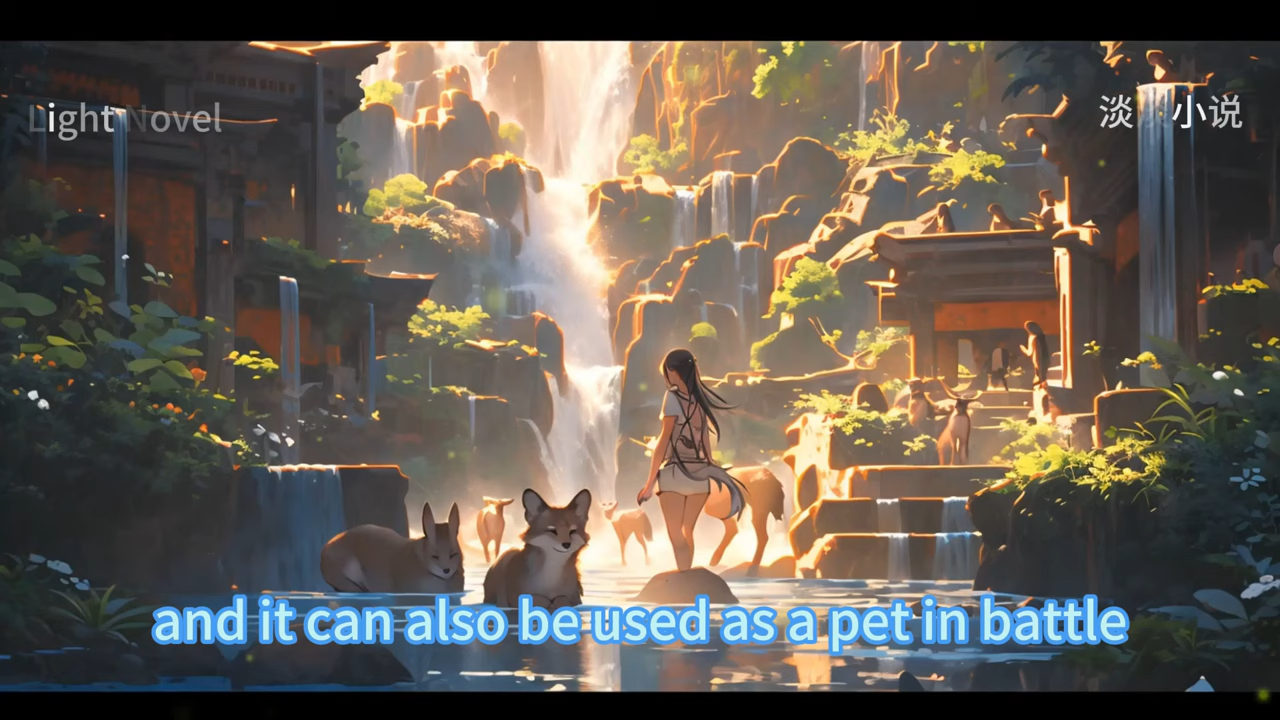 Light Novel
淡小说
and it can also be used as a pet in battle